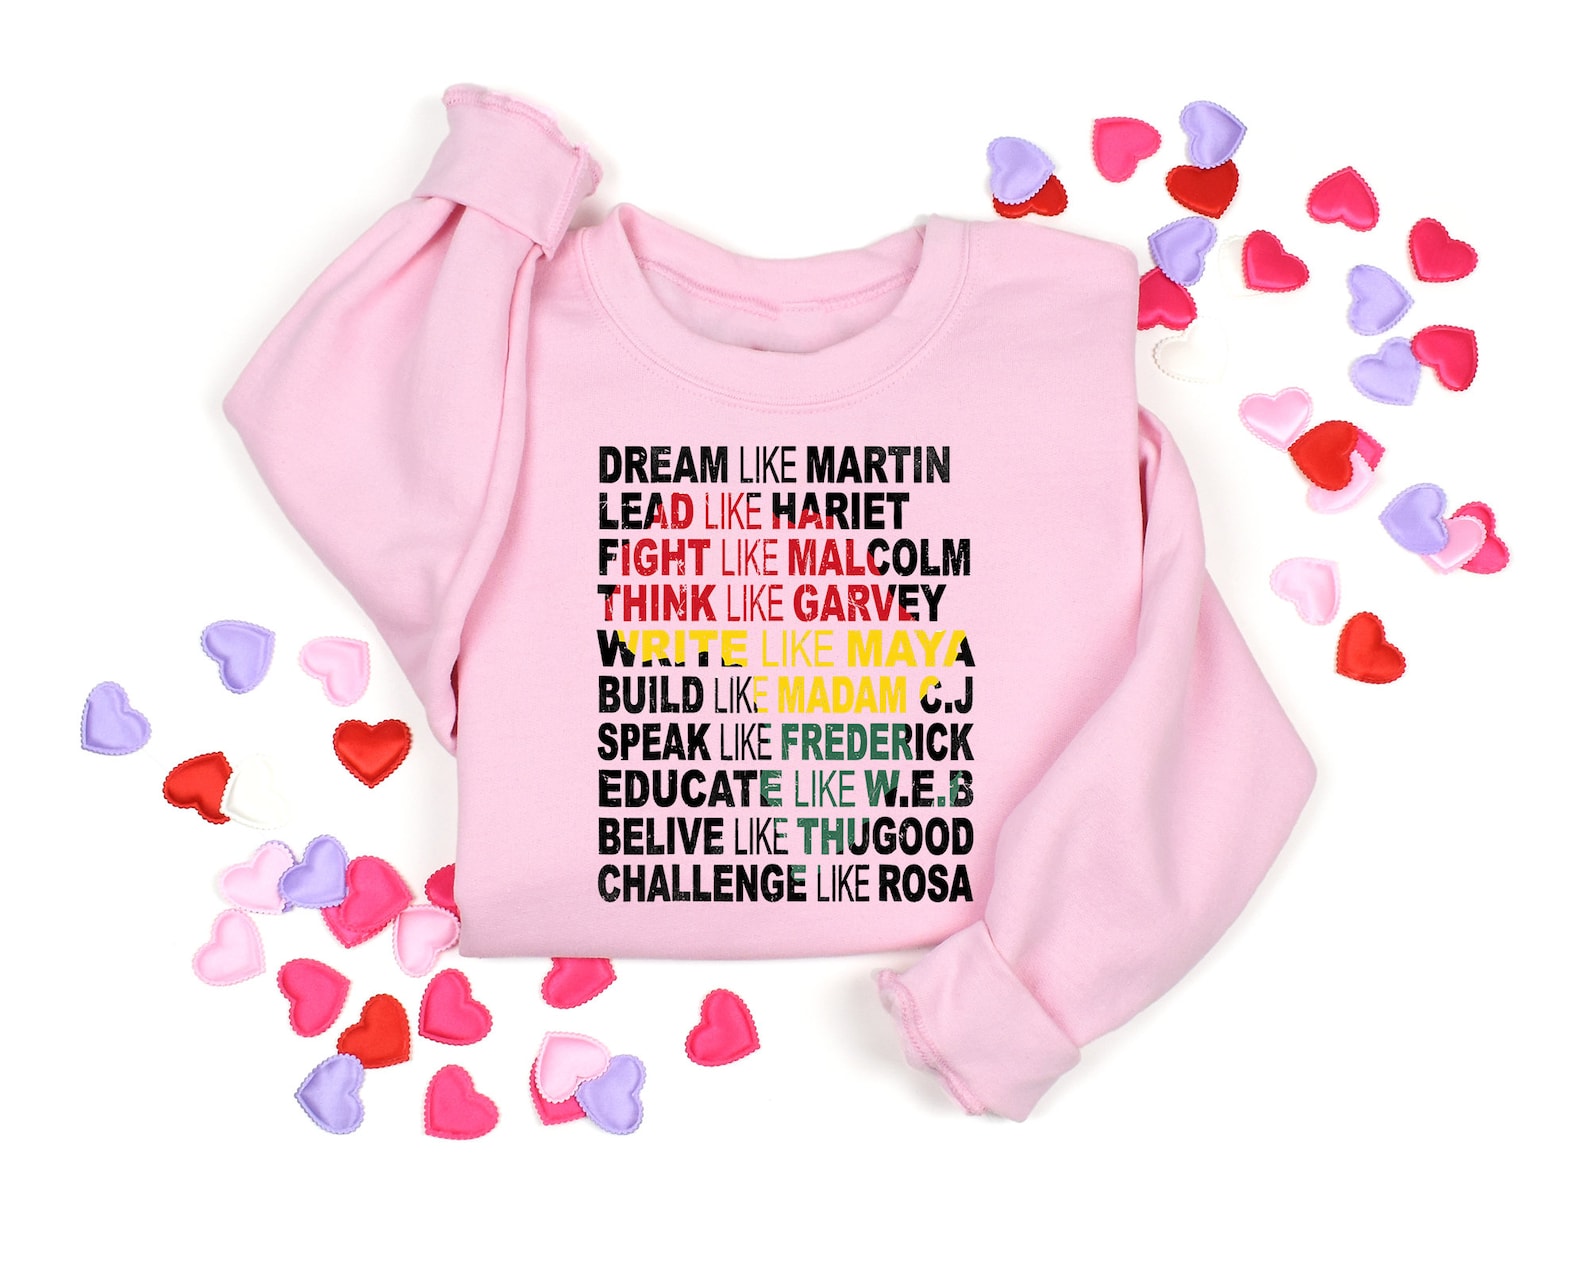 DREAM LIKE MARTIN
LEAD LIKE HARIET
FIGHT LIKE MALCOLM
THINK LIKE GARVEY
WRITE LIKE MAYA
BUILD LIKE MADAM C.J
SPEAK LIKE FREDERICK
EDUCATE LIKE W.E.B
BELIVE LIKE THUGOOD
CHALLENGE LIKE ROSA